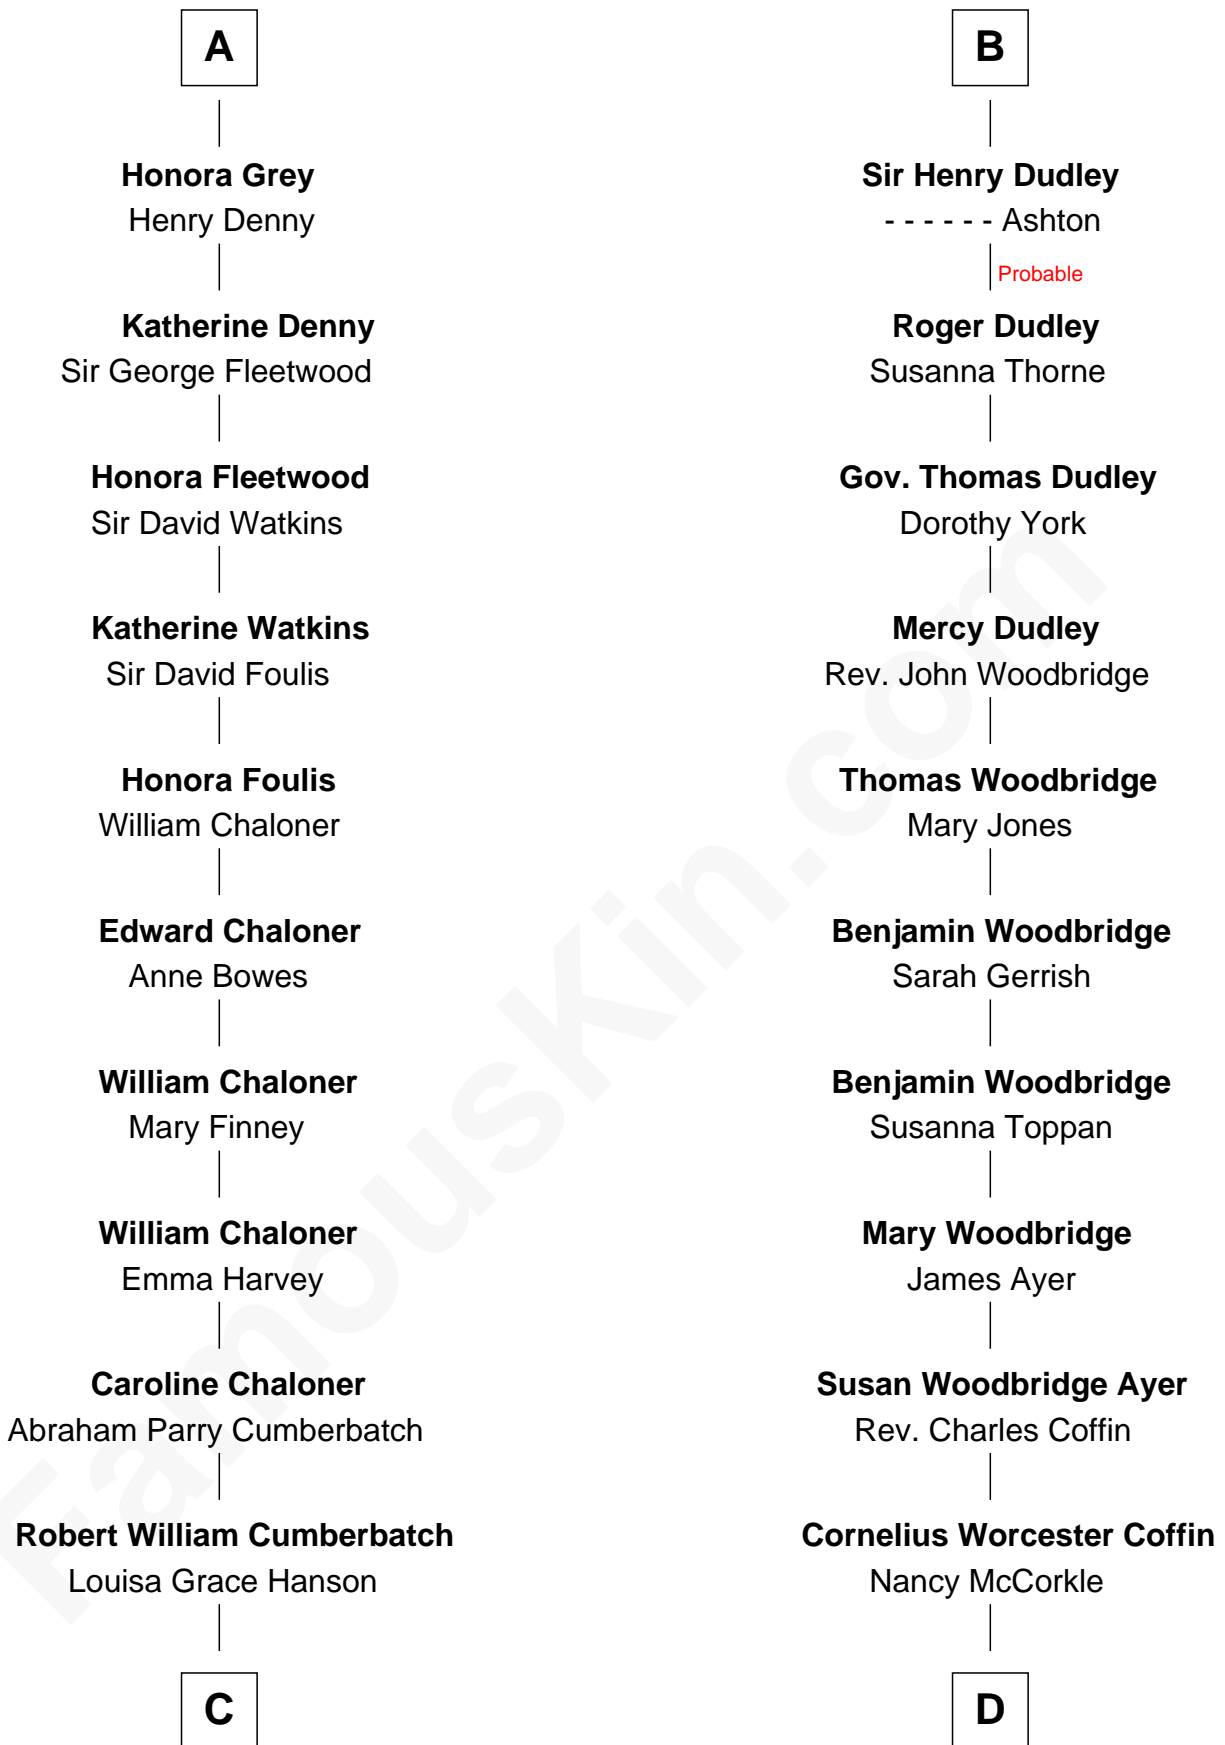 A
Honora Grey
Henry Denny
Katherine Denny
Sir George Fleetwood
Honora Fleetwood
Sir David Watkins
Katherine Watkins
Sir David Foulis
Honora Foulis
William Chaloner
Edward Chaloner
Anne Bowes
William Chaloner
Mary Finney
William Chaloner
Emma Harvey
Caroline Chaloner
Abraham Parry Cumberbatch
Robert William Cumberbatch
Louisa Grace Hanson
C
B
Sir Henry Dudley
- - - - - - Ashton
Probable
Roger Dudley
Susanna Thorne
Gov. Thomas Dudley
Dorothy York
Mercy Dudley
Rev. John Woodbridge
Thomas Woodbridge
Mary Jones
Benjamin Woodbridge
Sarah Gerrish
Benjamin Woodbridge
Susanna Toppan
Mary Woodbridge
James Ayer
Susan Woodbridge Ayer
Rev. Charles Coffin
Cornelius Worcester Coffin
Nancy McCorkle
D
FamousKin.com